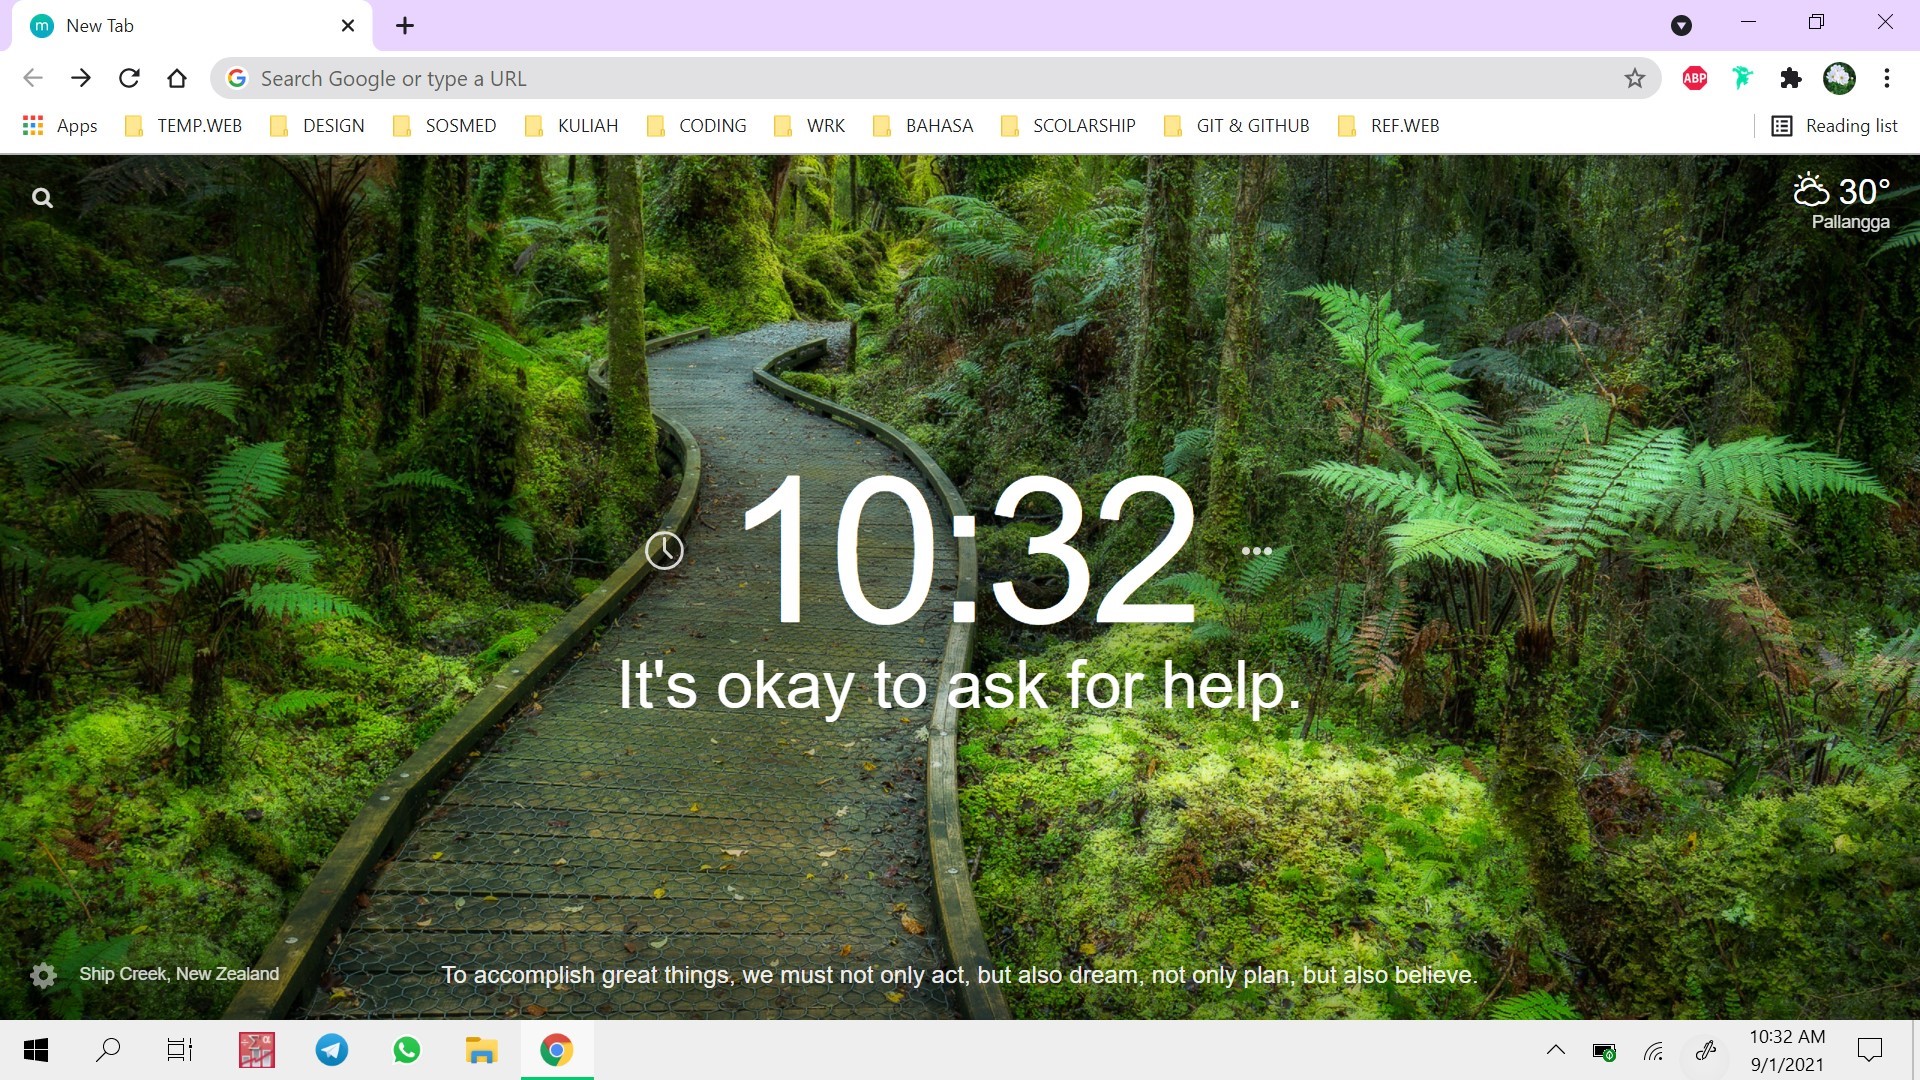 m New Tab
Search Google or type a URL
ABP
Apps TEMP.WEB DESIGN SOSMED KULIAH CODING WRK BAHASA SCOLARSHIP GIT & GITHUB REF.WEB Reading list
30°
Pallangga
10:32
It's okay to ask for help.
Ship Creek, New Zealand
To accomplish great things, we must not only act, but also dream, not only plan, but also believe.
10:32 AM
9/1/2021